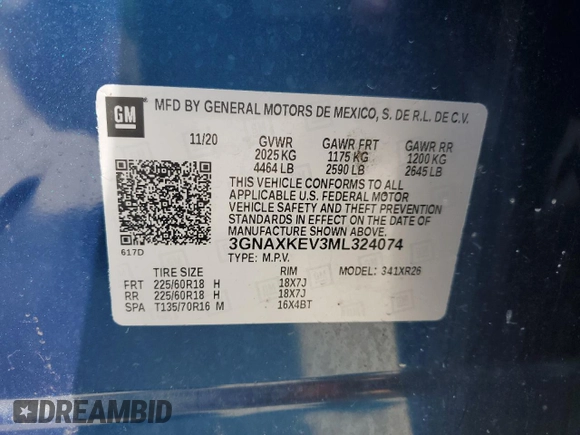 GM
MFD BY GENERAL MOTORS DE MEXICO, S. DE R.L. DE C.V.
11/20 GVWR GAWR FRT GAWR RR
2025 KG 1175 KG 1200 KG
4464 LB 2590 LB 2645 LB
THIS VEHICLE CONFORMS TO ALL
APPLICABLE U.S. FEDERAL MOTOR
VEHICLE SAFETY AND THEFT
PREVENTION STANDARDS IN
EFFECT ON THE DATE OF
MANUFACTURE SHOWN ABOVE.
617D
3GNAXKEV3ML324074
TYPE: M.P.V.
TIRE SIZE RIM MODEL: 341XR26
FRT 225/60R18 H 18X7J
RR 225/60R18 H 18X7J
SPA T135/70R16 M 16X4BT
DREAMBID